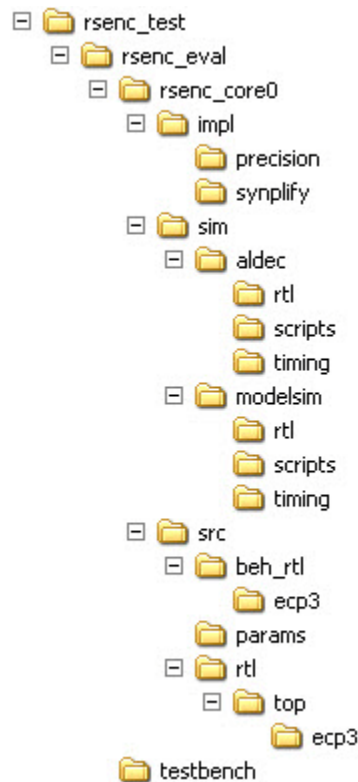 rsenc_test
rsenc_eval
rsenc_core0
impl
precision
synplify
sim
aldec
rtl
scripts
timing
modelsim
rtl
scripts
timing
src
beh_rtl
ecp3
params
rtl
top
ecp3
testbench